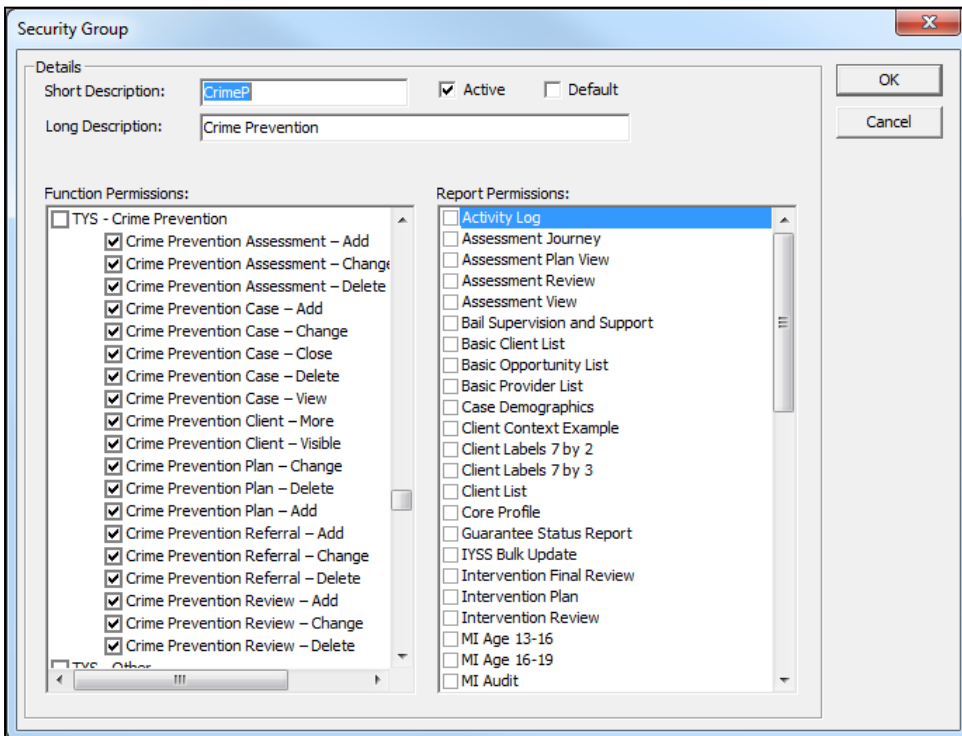 Security Group
Details
Short Description: CrimeP Active Default
OK
Long Description: Crime Prevention
Cancel
Function Permissions:
TYS - Crime Prevention
Crime Prevention Assessment – Add
Crime Prevention Assessment – Change
Crime Prevention Assessment – Delete
Crime Prevention Case – Add
Crime Prevention Case – Change
Crime Prevention Case – Close
Crime Prevention Case – Delete
Crime Prevention Case – View
Crime Prevention Client – More
Crime Prevention Client – Visible
Crime Prevention Plan – Change
Crime Prevention Plan – Delete
Crime Prevention Plan – Add
Crime Prevention Referral – Add
Crime Prevention Referral – Change
Crime Prevention Referral – Delete
Crime Prevention Review – Add
Crime Prevention Review – Change
Crime Prevention Review – Delete
TYS - Other
Report Permissions:
Activity Log
Assessment Journey
Assessment Plan View
Assessment Review
Assessment View
Bail Supervision and Support
Basic Client List
Basic Opportunity List
Basic Provider List
Case Demographics
Client Context Example
Client Labels 7 by 2
Client Labels 7 by 3
Client List
Core Profile
Guarantee Status Report
IYSS Bulk Update
Intervention Final Review
Intervention Plan
Intervention Review
MI Age 13-16
MI Age 16-19
MI Audit